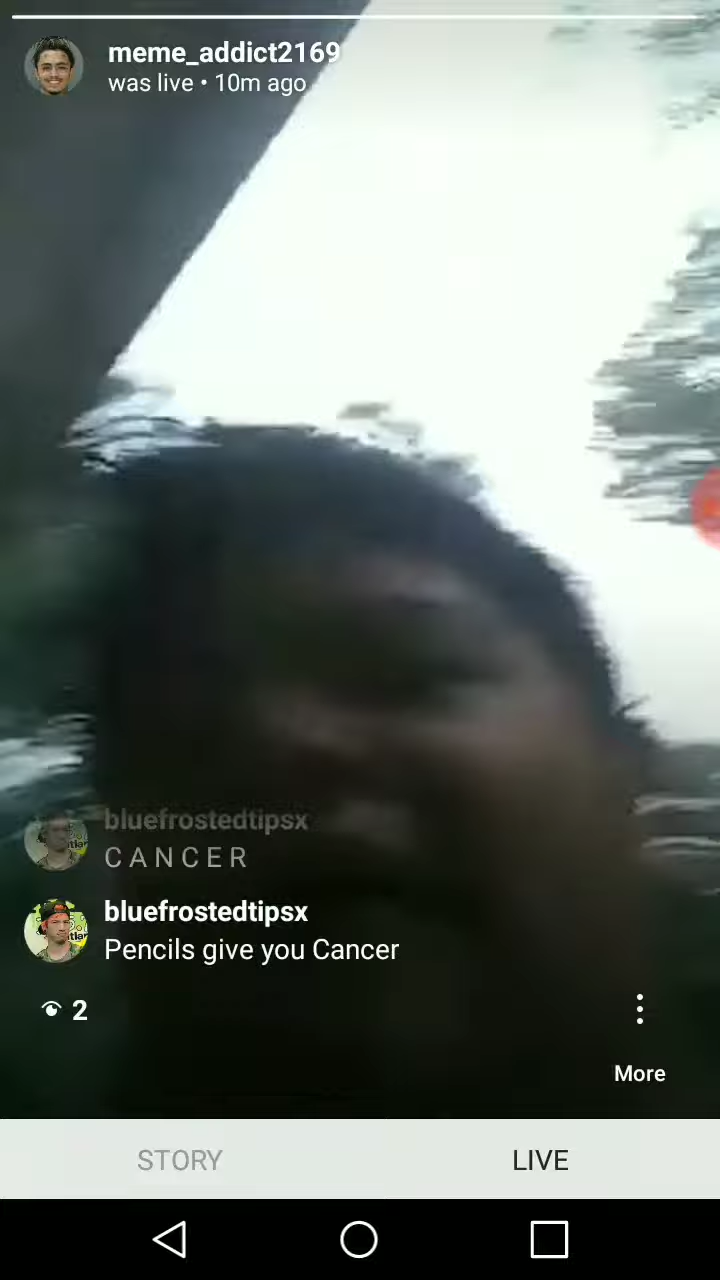 meme_addict2169
was live • 10m ago
bluefrostedtipsx
C A N C E R
bluefrostedtipsx
Pencils give you Cancer
2
More
STORY
LIVE